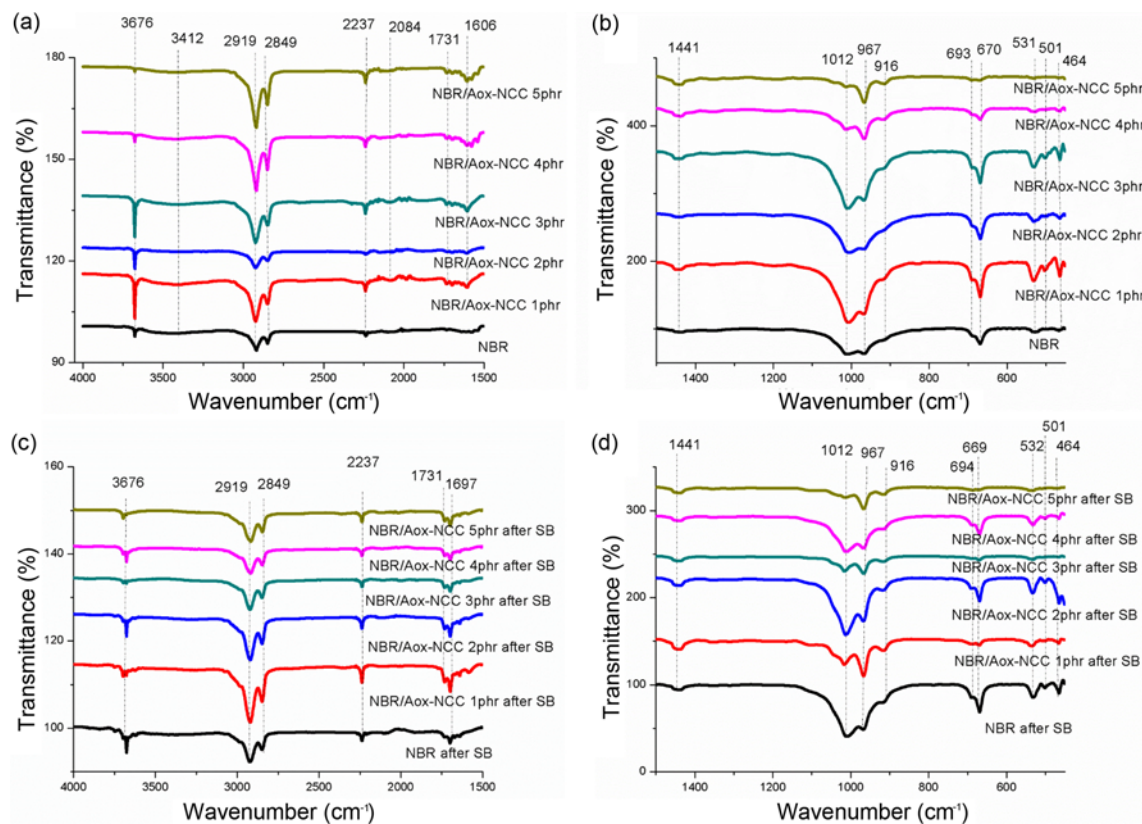 (a)
3676
3412
2919 2849
2237
2084
1731
1606
180
150
120
90
Transmittance (%)
NBR/Aox-NCC 5phr
NBR/Aox-NCC 4phr
NBR/Aox-NCC 3phr
NBR/Aox-NCC 2phr
NBR/Aox-NCC 1phr
NBR
4000 3500 3000 2500 2000 1500
Wavenumber (cm⁻¹)
(b)
1441
1012
967
916
693
670
531
501
464
400
200
Transmittance (%)
NBR/Aox-NCC 5phr
NBR/Aox-NCC 4phr
NBR/Aox-NCC 3phr
NBR/Aox-NCC 2phr
NBR/Aox-NCC 1phr
NBR
1400 1200 1000 800 600
Wavenumber (cm⁻¹)
(c)
3676
2919
2849
2237
1731
1697
160
140
120
100
Transmittance (%)
NBR/Aox-NCC 5phr after SB
NBR/Aox-NCC 4phr after SB
NBR/Aox-NCC 3phr after SB
NBR/Aox-NCC 2phr after SB
NBR/Aox-NCC 1phr after SB
NBR after SB
4000 3500 3000 2500 2000 1500
Wavenumber (cm⁻¹)
(d)
1441
1012
967
916
669
694
532
501
464
300
200
100
0
Transmittance (%)
NBR/Aox-NCC 5phr after SB
NBR/Aox-NCC 4phr after SB
NBR/Aox-NCC 3phr after SB
NBR/Aox-NCC 2phr after SB
NBR/Aox-NCC 1phr after SB
NBR after SB
1400 1200 1000 800 600
Wavenumber (cm⁻¹)